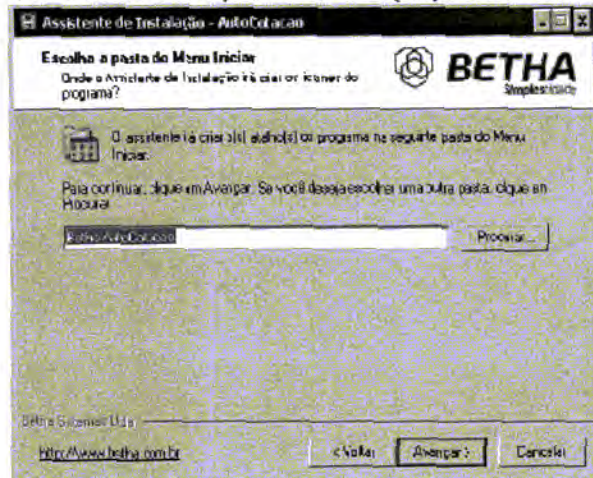 Assistente de Instalação - AutoCotacao
Escolha a pasta do Menu Iniciar
Onde o Assistente de Instalação irá criar os ícones do
programa?
BETHA
Simplescidade
O assistente irá criar o(s) atalho(s) do programa na seguinte pasta do Menu
Iniciar.
Para continuar, clique em Avançar. Se você deseja escolher uma outra pasta, clique em
Procurar.
Betha AutoCotacao
Procurar...
Betha Sistemas Ltda
http://www.betha.com.br
< Voltar
Avançar >
Cancelar